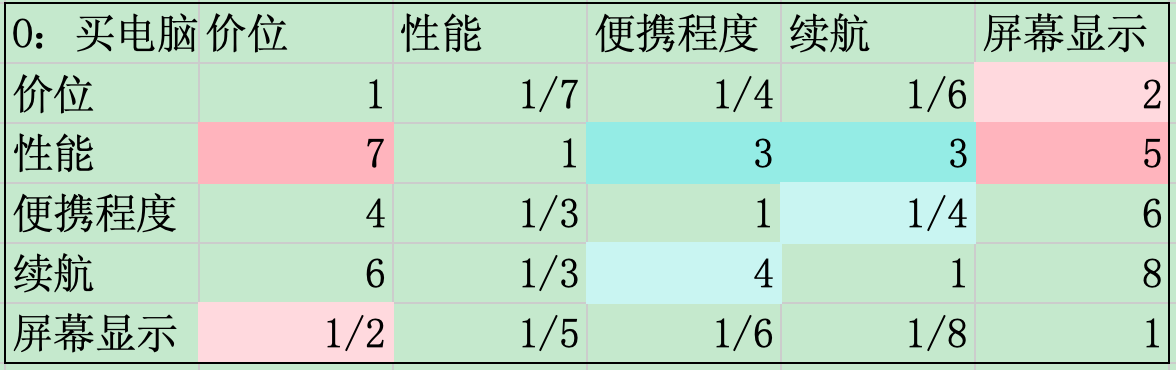 0：买电脑 价位 性能 便携程度 续航 屏幕显示
价位 1 1/7 1/4 1/6 2
性能 7 1 3 3 5
便携程度 4 1/3 1 1/4 6
续航 6 1/3 4 1 8
屏幕显示 1/2 1/5 1/6 1/8 1